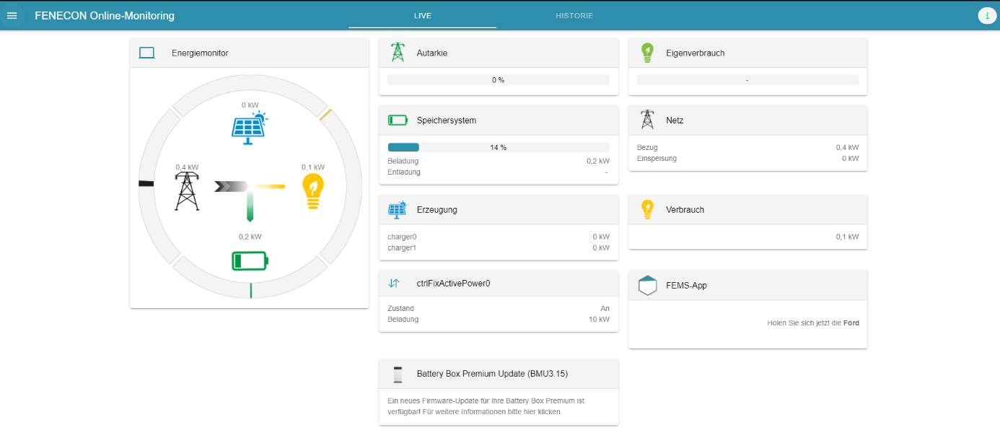 FENECON Online-Monitoring
LIVE
HISTORIE
i
Energiemonitor
0 kW
0,4 kW
0,1 kW
0,2 kW
Autarkie
0 %
Eigenverbrauch
-
Speichersystem
14 %
Beladung 0,2 kW
Entladung -
Netz
Bezug 0,4 kW
Einspeisung 0 kW
Erzeugung
charger0 0 kW
charger1 0 kW
Verbrauch
0,1 kW
ctrlFixActivePower0
Zustand An
Beladung 10 kW
FEMS-App
Holen Sie sich jetzt die Förd
Battery Box Premium Update (BMU3.15)
Ein neues Firmware-Update für Ihre Battery Box Premium ist
verfügbar! Für weitere Informationen bitte hier klicken.